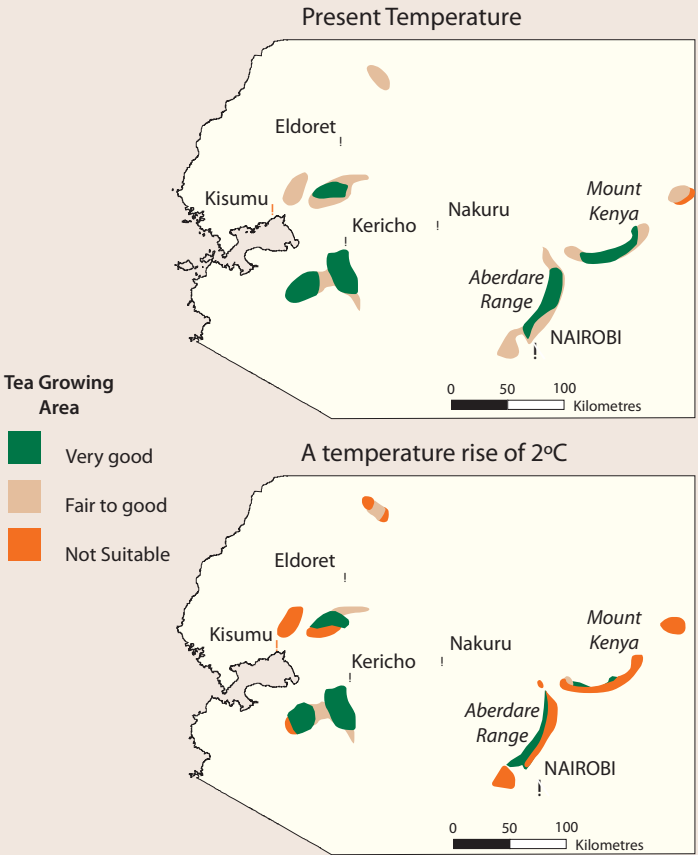 Present Temperature
Eldoret
Kisumu
Kericho
Nakuru
Mount
Kenya
Aberdare
Range
NAIROBI
0 50 100
Kilometres
Tea Growing
Area
Very good
Fair to good
Not Suitable
A temperature rise of 2ºC
Eldoret
Kisumu
Kericho
Nakuru
Mount
Kenya
Aberdare
Range
NAIROBI
0 50 100
Kilometres